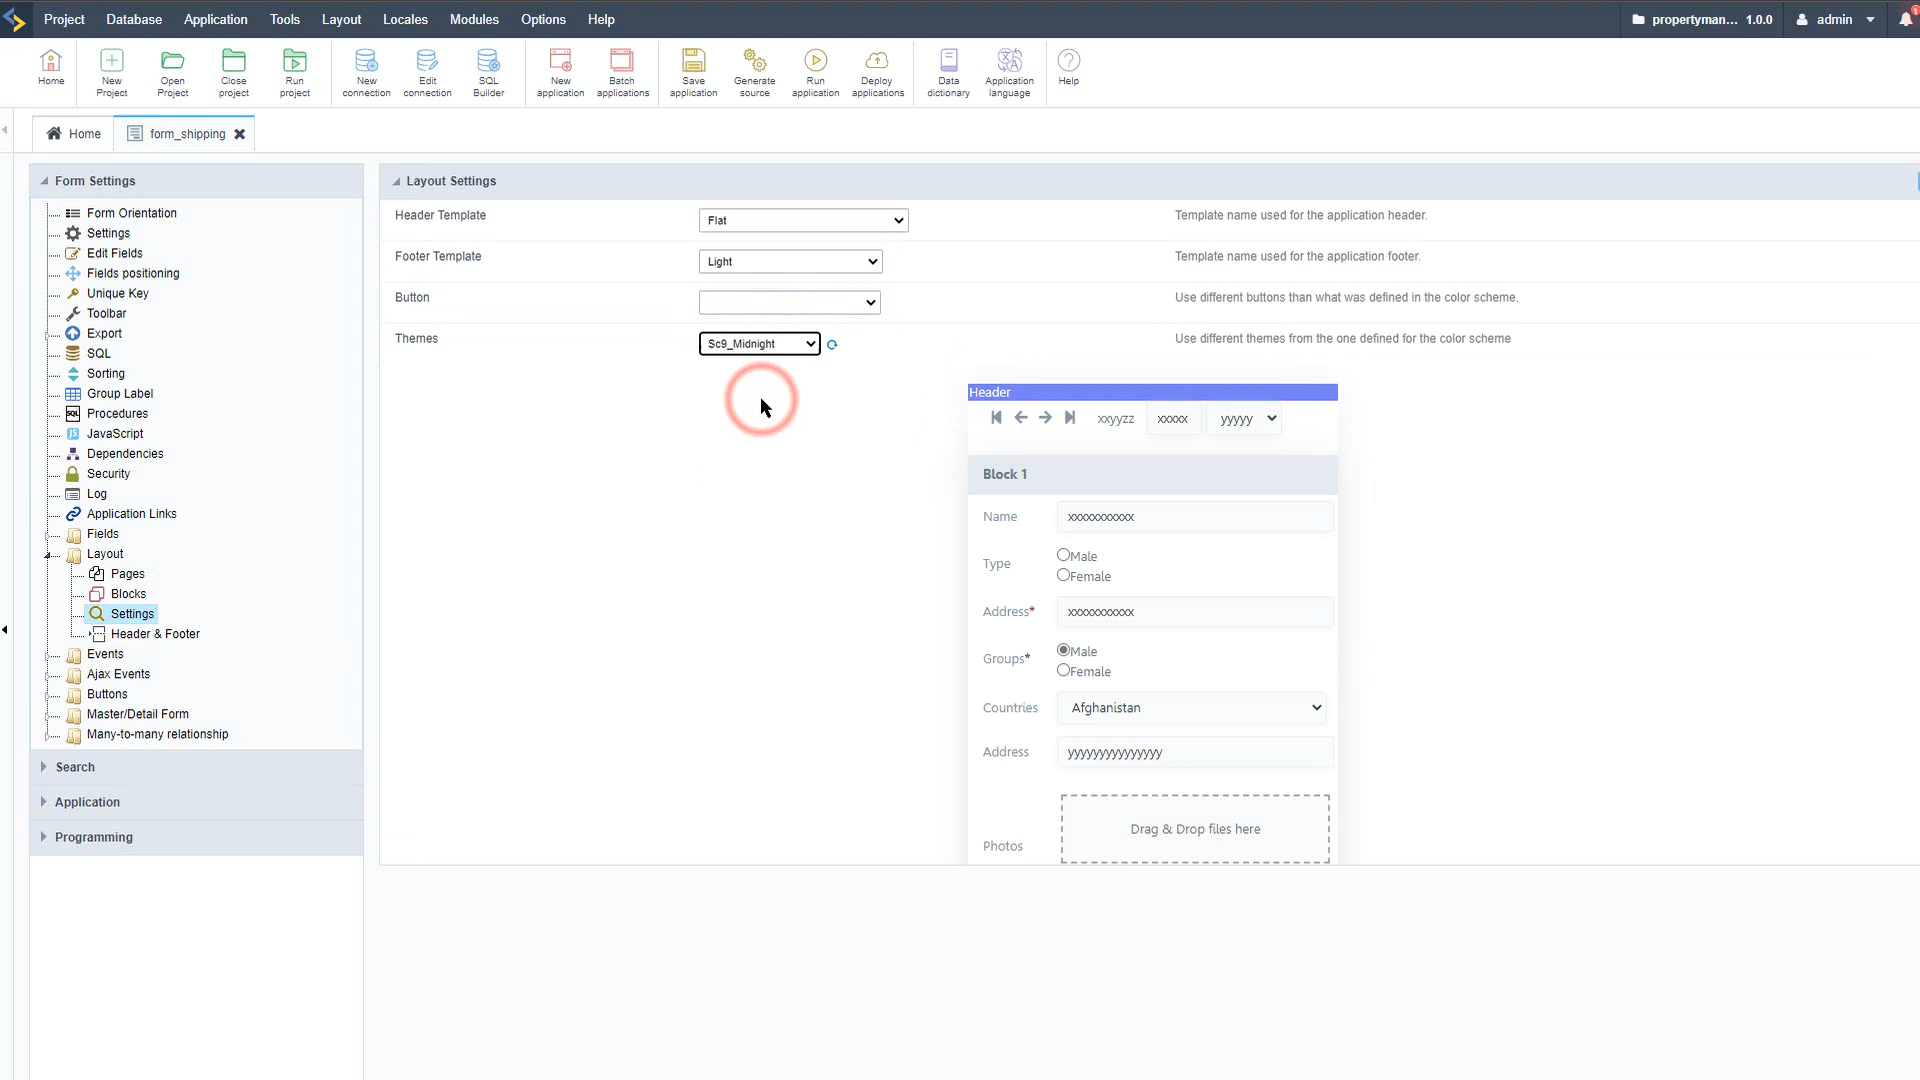 Project Database Application Tools Layout Locales Modules Options Help propertyman... 1.0.0 admin
Home
New Project
Open Project
Close project
Run project
New connection
Edit connection
SQL Builder
New application
Batch applications
Save application
Generate source
Run application
Deploy applications
Data dictionary
Application language
Help
Home form_shipping
Form Settings
Form Orientation
Settings
Edit Fields
Fields positioning
Unique Key
Toolbar
Export
SQL
Sorting
Group Label
Procedures
JavaScript
Dependencies
Security
Log
Application Links
Fields
Layout
Pages
Blocks
Settings
Header & Footer
Events
Ajax Events
Buttons
Master/Detail Form
Many-to-many relationship
Search
Application
Programming
Layout Settings
Header Template Flat Template name used for the application header.
Footer Template Light Template name used for the application footer.
Button Use different buttons than what was defined in the color scheme.
Themes Sc9_Midnight Use different themes from the one defined for the color scheme
Header
xxyyzz xxxxx yyyyy
Block 1
Name xxxxxxxxxxx
Type Male
Female
Address* xxxxxxxxxxx
Groups* Male
Female
Countries Afghanistan
Address yyyyyyyyyyyyyyy
Photos Drag & Drop files here